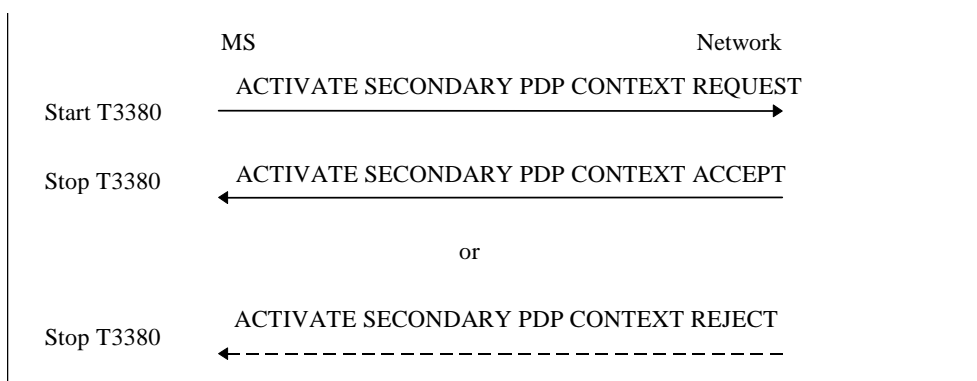 MS Network
ACTIVATE SECONDARY PDP CONTEXT REQUEST
Start T3380
ACTIVATE SECONDARY PDP CONTEXT ACCEPT
Stop T3380
or
ACTIVATE SECONDARY PDP CONTEXT REJECT
Stop T3380